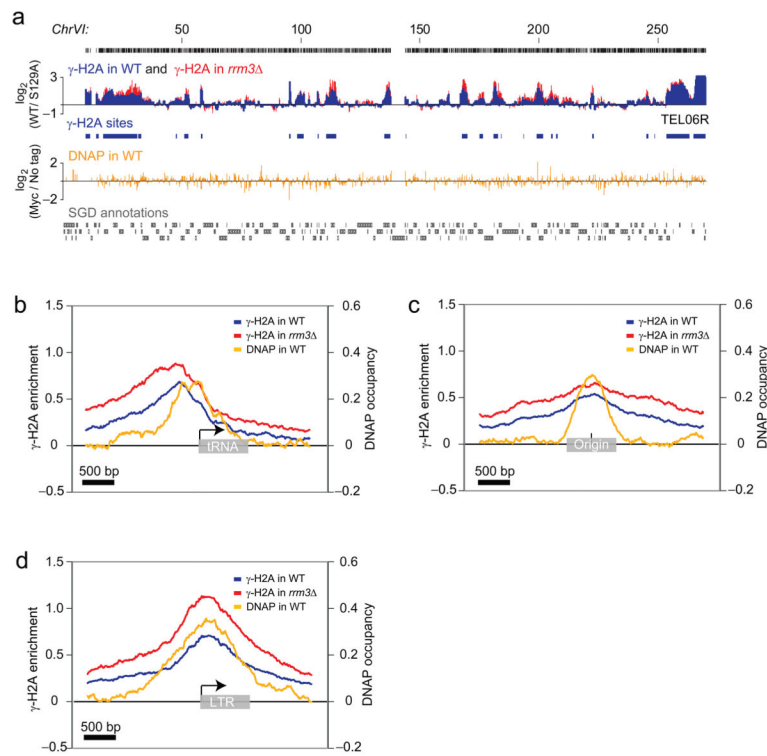 a
ChrVI: 50 100 150 200 250
γ-H2A in WT and γ-H2A in rrm3Δ
log2 (WT/ S129A)
3
−1
TEL06R
γ-H2A sites
DNAP in WT
log2 (Myc / No tag)
2
0
2
SGD annotations
b
1.5
1.0
0.5
0
−0.5
γ-H2A enrichment
γ-H2A in WT
γ-H2A in rrm3Δ
DNAP in WT
0.6
0.4
0.2
0
−0.2
DNAP occupancy
tRNA
500 bp
c
1.5
1.0
0.5
0
−0.5
γ-H2A enrichment
γ-H2A in WT
γ-H2A in rrm3Δ
DNAP in WT
0.6
0.4
0.2
0
−0.2
DNAP occupancy
Origin
500 bp
d
1.5
1.0
0.5
0
−0.5
γ-H2A enrichment
γ-H2A in WT
γ-H2A in rrm3Δ
DNAP in WT
0.6
0.4
0.2
0
−0.2
DNAP occupancy
LTR
500 bp